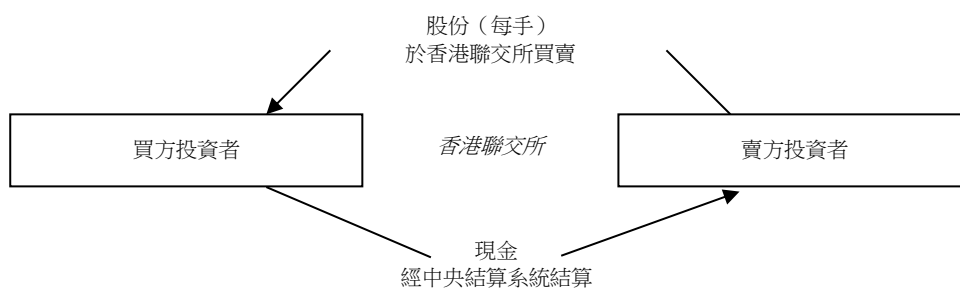 股份（每手）
於香港聯交所買賣
買方投資者
香港聯交所
賣方投資者
現金
經中央結算系統結算